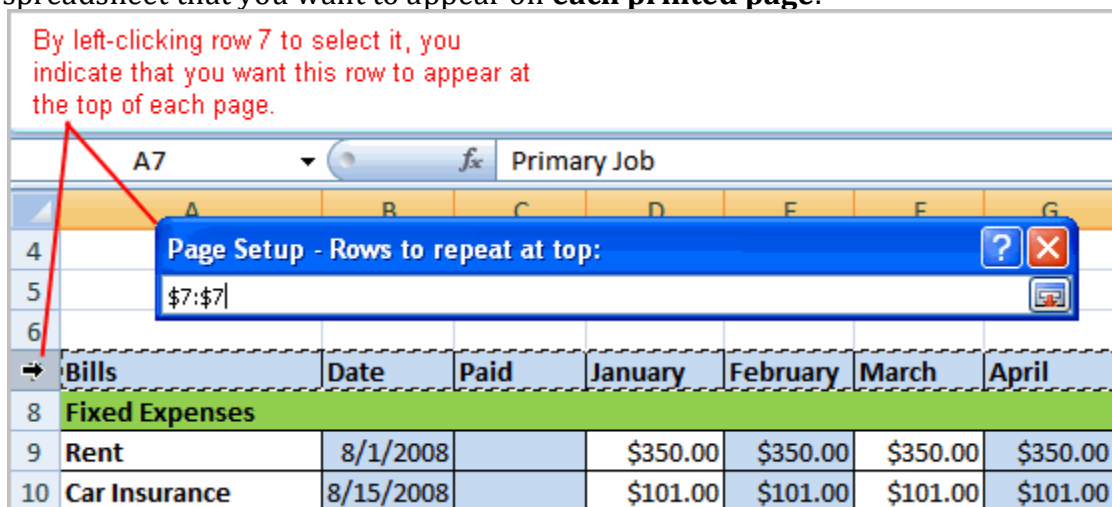 spreadsheet that you want to appear on each printed page.
By left-clicking row 7 to select it, you
indicate that you want this row to appear at
the top of each page.
A7 fx Primary Job
A B C D E F G
4 Page Setup - Rows to repeat at top: ?
5 $7:$7
6
Bills Date Paid January February March April
8 Fixed Expenses
9 Rent 8/1/2008 $350.00 $350.00 $350.00 $350.00
10 Car Insurance 8/15/2008 $101.00 $101.00 $101.00 $101.00